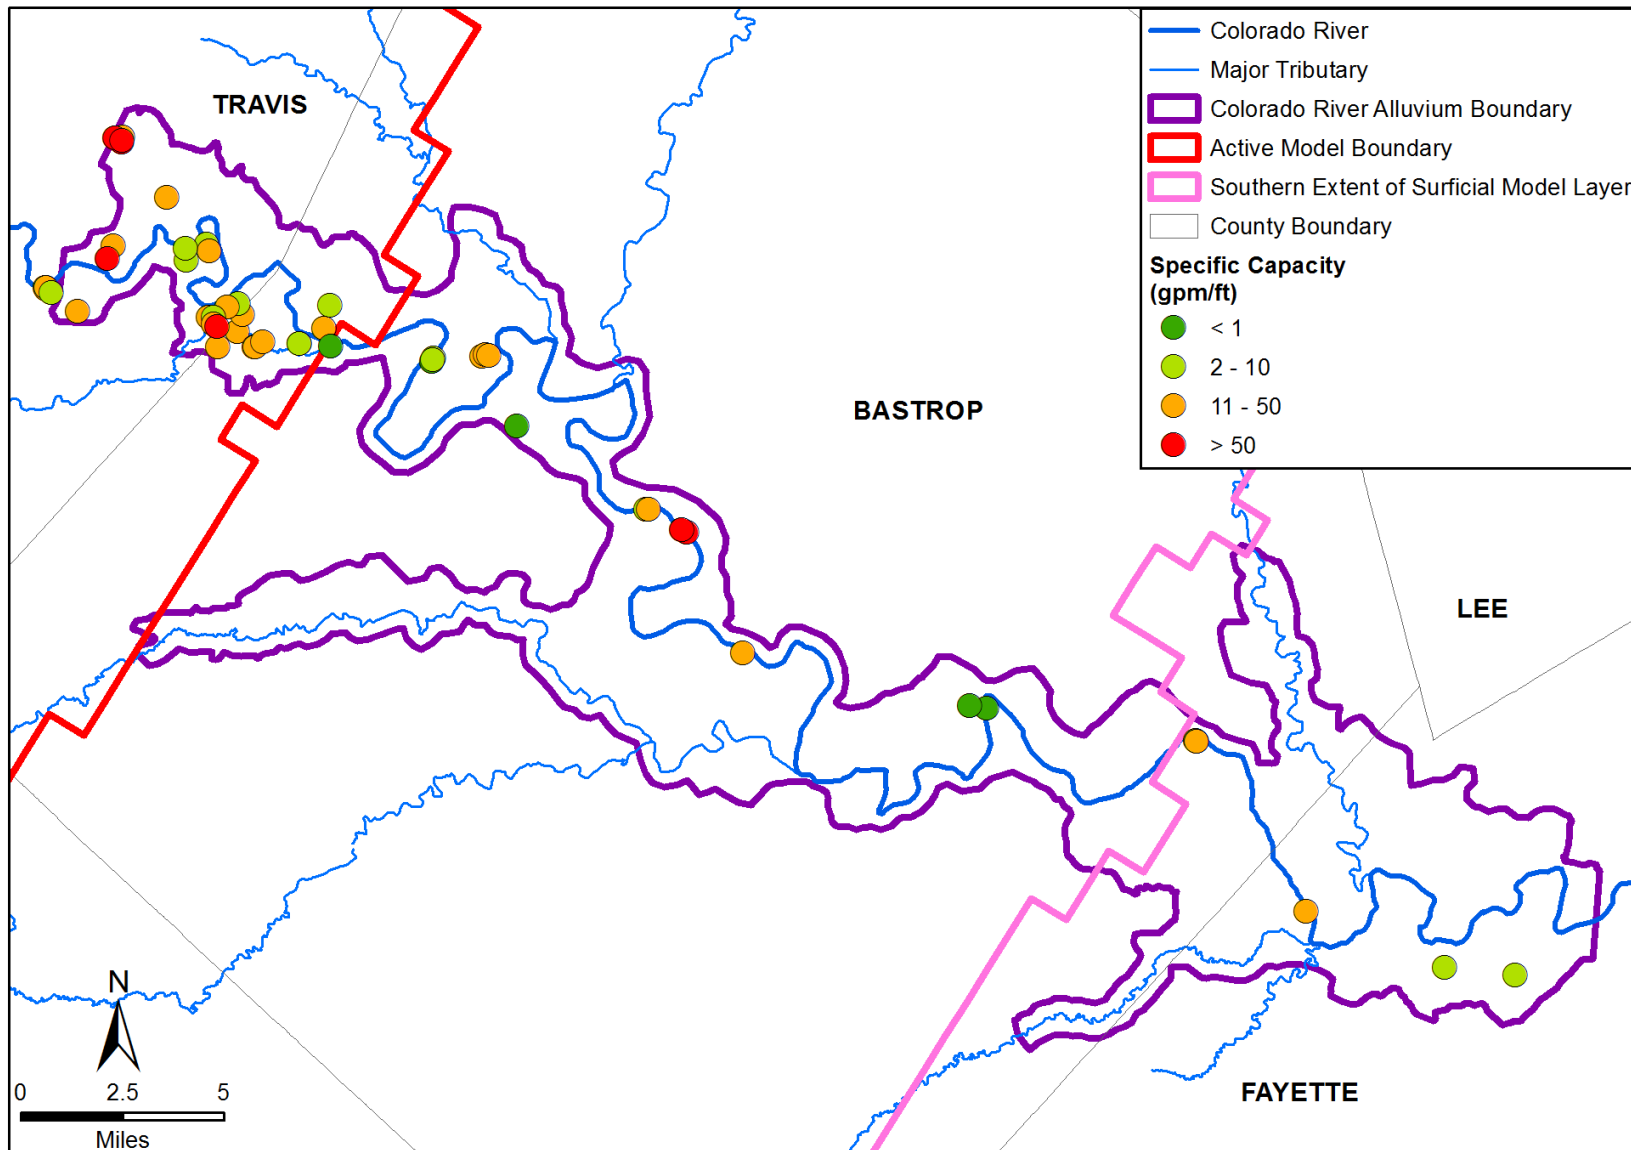 Colorado River
Major Tributary
Colorado River Alluvium Boundary
Active Model Boundary
Southern Extent of Surficial Model Layer
County Boundary
Specific Capacity
(gpm/ft)
< 1
2 - 10
11 - 50
> 50
TRAVIS
BASTROP
LEE
FAYETTE
N
0 2.5 5
Miles